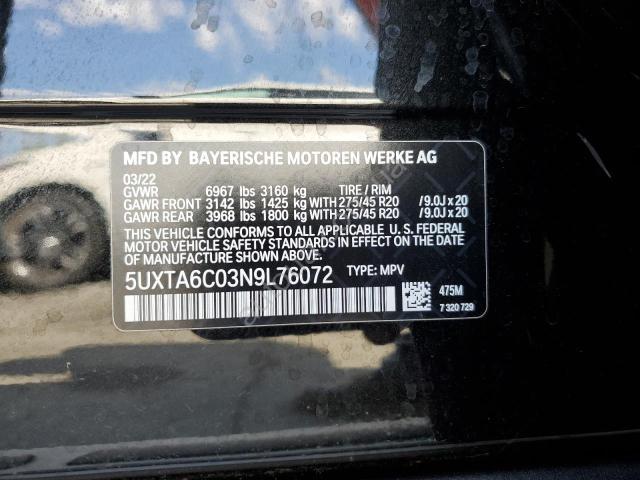 MFD BY BAYERISCHE MOTOREN WERKE AG
03/22
GVWR 6967 lbs 3160 kg TIRE / RIM
GAWR FRONT 3142 lbs 1425 kg WITH 275/45 R20 /9.0J x 20
GAWR REAR 3968 lbs 1800 kg WITH 275/45 R20 /9.0J x 20
THIS VEHICLE CONFORMS TO ALL APPLICABLE U. S. FEDERAL
MOTOR VEHICLE SAFETY STANDARDS IN EFFECT ON THE DATE OF
MANUFACTURE SHOWN ABOVE.
5UXTA6C03N9L76072 TYPE: MPV
475M
7 320 729